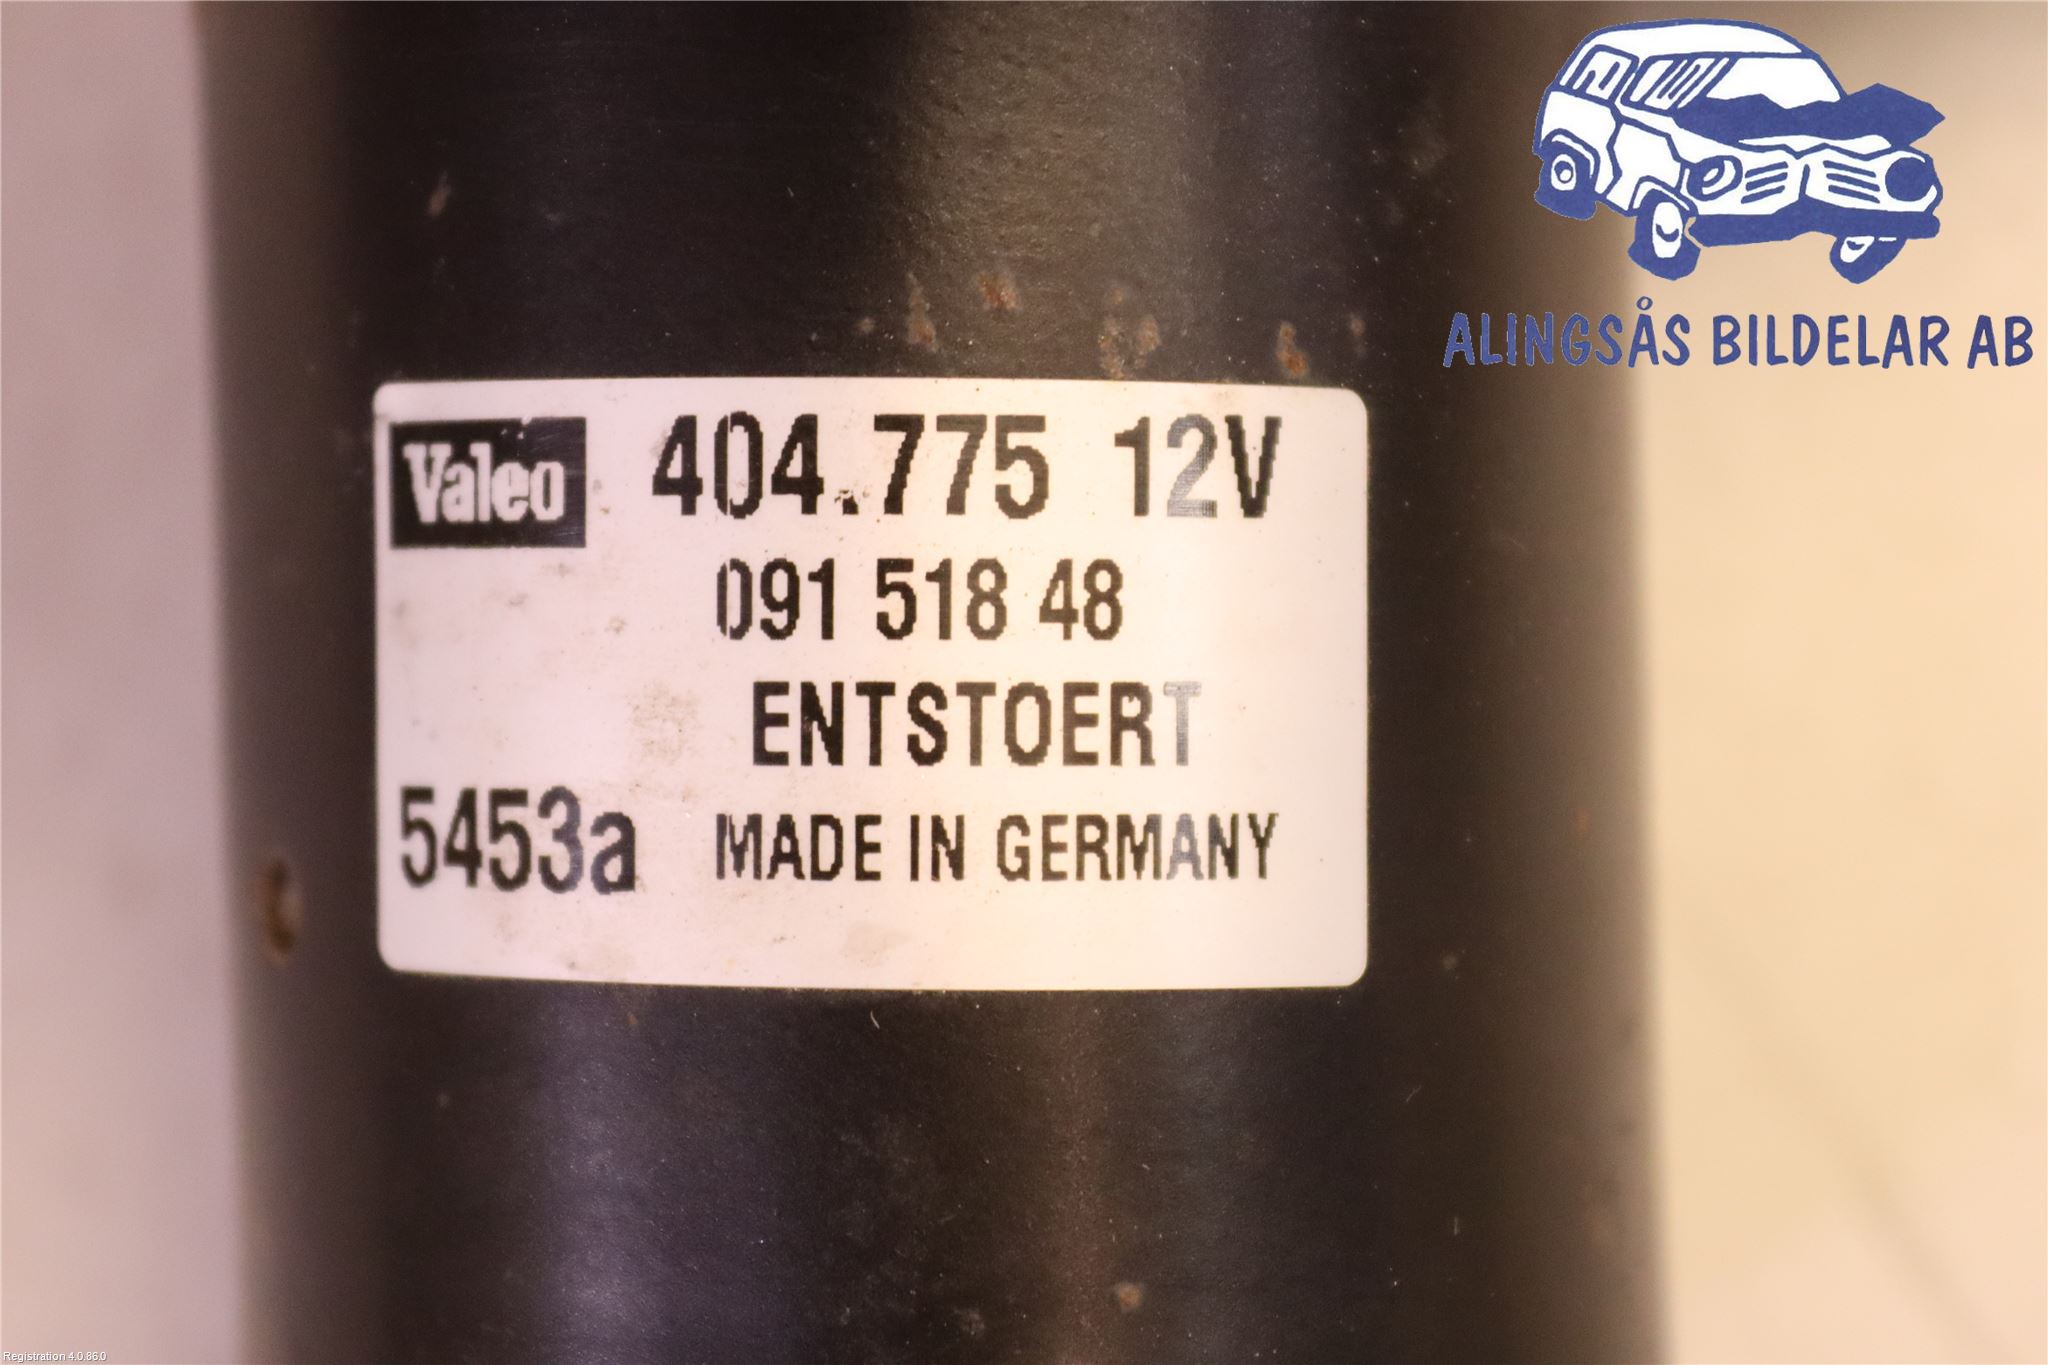 ALINGSÅS BILDELAR AB
Valeo 404.775 12V
091 518 48
ENTSTOERT
5453a MADE IN GERMANY
Registration 4.0.86.0